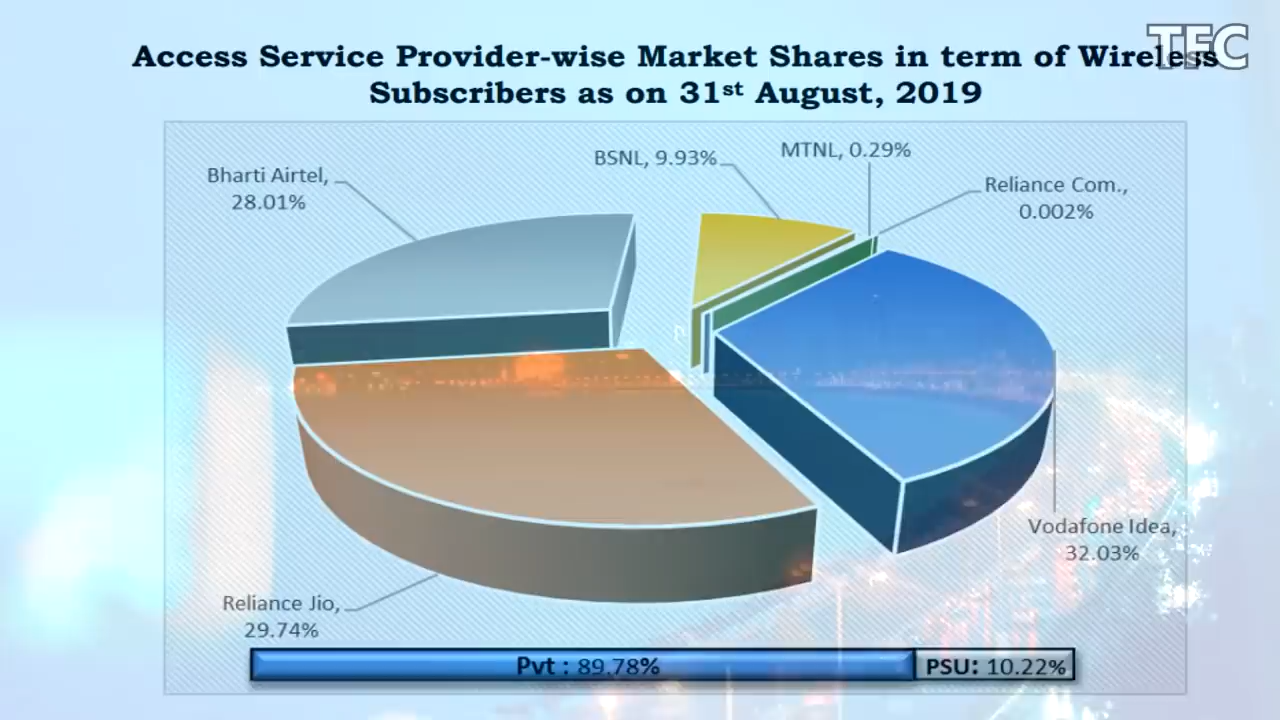 TFC
Access Service Provider-wise Market Shares in term of Wireless
Subscribers as on 31st August, 2019
BSNL, 9.93%
MTNL, 0.29%
Bharti Airtel,
28.01%
Reliance Com.,
0.002%
Vodafone Idea,
32.03%
Reliance Jio,
29.74%
Pvt : 89.78%
PSU: 10.22%